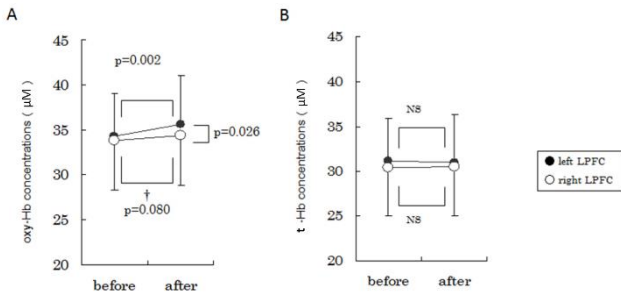 A
45
40
35
30
25
20
oxy-Hb concentrations ( μM )
p=0.002
p=0.026
†
p=0.080
before
after
B
45
40
35
30
25
20
t -Hb concentrations ( μM )
NS
NS
before
after
left LPFC
right LPFC